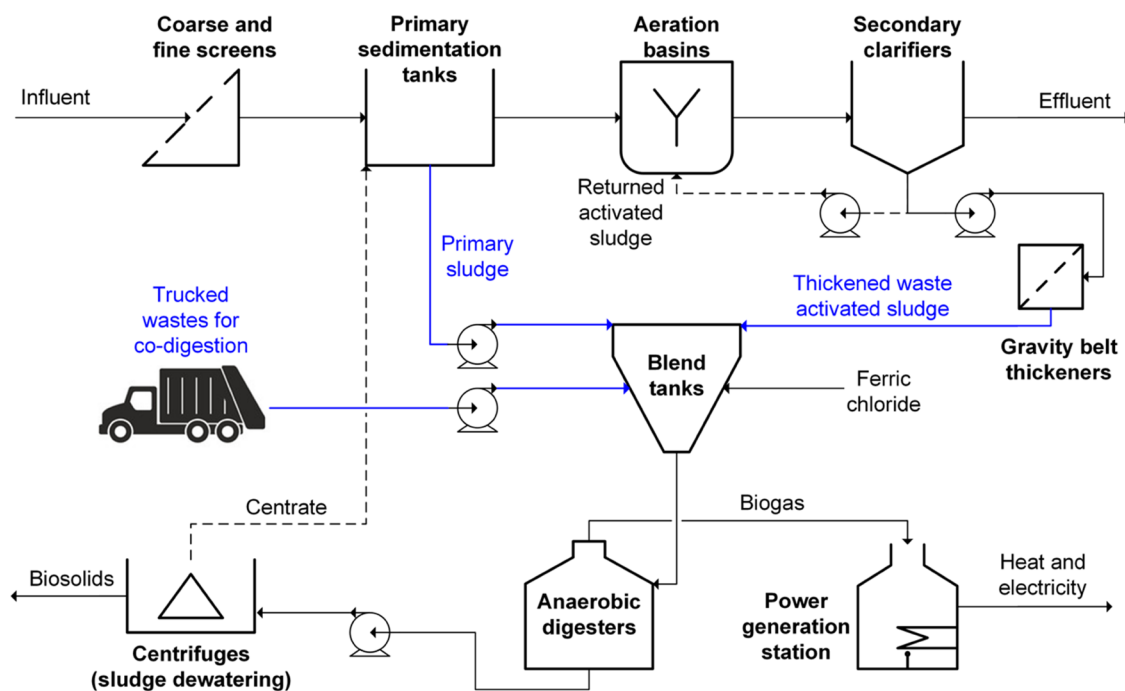 Coarse and
fine screens
Primary
sedimentation
tanks
Aeration
basins
Secondary
clarifiers
Influent
Effluent
Returned
activated
sludge
Primary
sludge
Trucked
wastes for
co-digestion
Thickened waste
activated sludge
Gravity belt
thickeners
Blend
tanks
Ferric
chloride
Centrate
Biogas
Biosolids
Anaerobic
digesters
Power
generation
station
Heat and
electricity
Centrifuges
(sludge dewatering)